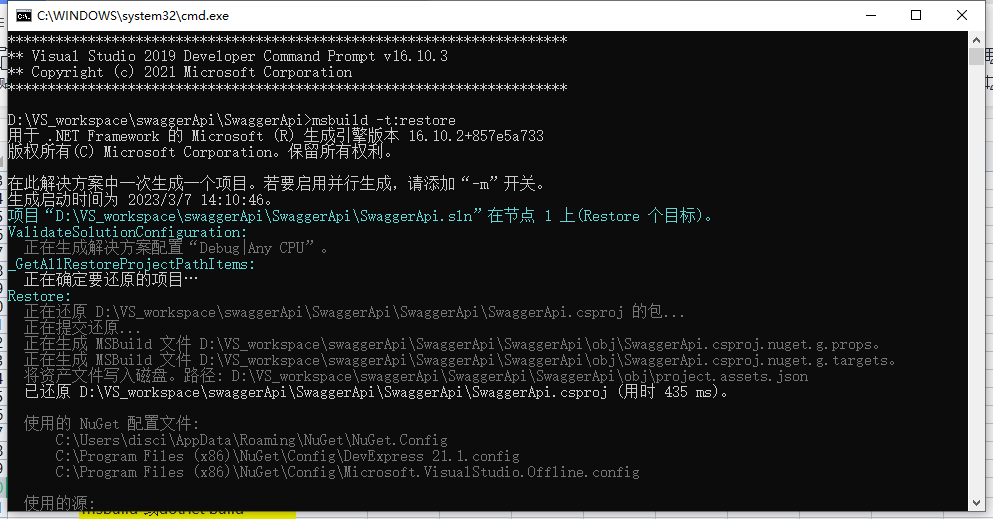 C:\WINDOWS\system32\cmd.exe
**********************************************************************
** Visual Studio 2019 Developer Command Prompt v16.10.3
** Copyright (c) 2021 Microsoft Corporation
**********************************************************************
D:\VS_workspace\swaggerApi\SwaggerApi>msbuild -t:restore
用于 .NET Framework 的 Microsoft (R) 生成引擎版本 16.10.2+857e5a733
版权所有(C) Microsoft Corporation。保留所有权利。
在此解决方案中一次生成一个项目。若要启用并行生成，请添加“-m”开关。
生成启动时间为 2023/3/7 14:10:46。
项目“D:\VS_workspace\swaggerApi\SwaggerApi\SwaggerApi.sln”在节点 1 上(Restore 个目标)。
ValidateSolutionConfiguration:
正在生成解决方案配置“Debug|Any CPU”。
_GetAllRestoreProjectPathItems:
正在确定要还原的项目…
Restore:
正在还原 D:\VS_workspace\swaggerApi\SwaggerApi\SwaggerApi\SwaggerApi.csproj 的包...
正在提交还原...
正在生成 MSBuild 文件 D:\VS_workspace\swaggerApi\SwaggerApi\SwaggerApi\obj\SwaggerApi.csproj.nuget.g.props。
正在生成 MSBuild 文件 D:\VS_workspace\swaggerApi\SwaggerApi\SwaggerApi\obj\SwaggerApi.csproj.nuget.g.targets。
将资产文件写入磁盘。路径: D:\VS_workspace\swaggerApi\SwaggerApi\SwaggerApi\obj\project.assets.json
已还原 D:\VS_workspace\swaggerApi\SwaggerApi\SwaggerApi\SwaggerApi.csproj (用时 435 ms)。
使用的 NuGet 配置文件:
C:\Users\disci\AppData\Roaming\NuGet\NuGet.Config
C:\Program Files (x86)\NuGet\Config\DevExpress 21.1.config
C:\Program Files (x86)\NuGet\Config\Microsoft.VisualStudio.Offline.config
使用的源:
msbuild 或dotnet build